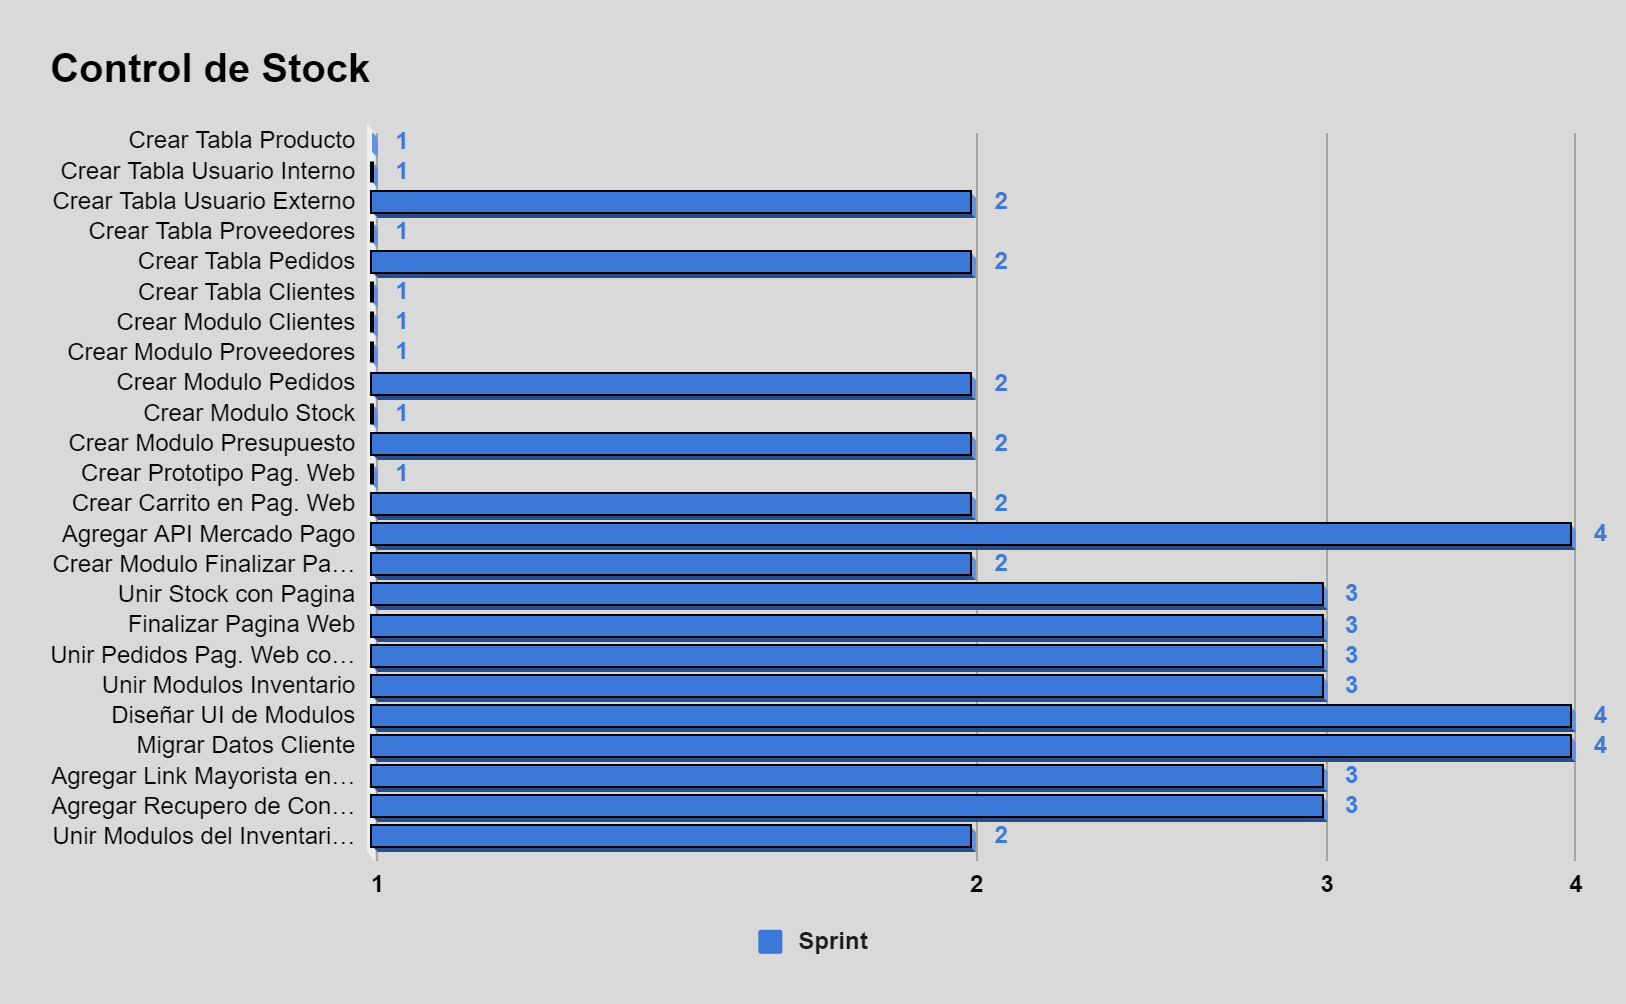 Control de Stock
Crear Tabla Producto 1
Crear Tabla Usuario Interno 1
Crear Tabla Usuario Externo 2
Crear Tabla Proveedores 1
Crear Tabla Pedidos 2
Crear Tabla Clientes 1
Crear Modulo Clientes 1
Crear Modulo Proveedores 1
Crear Modulo Pedidos 2
Crear Modulo Stock 1
Crear Modulo Presupuesto 2
Crear Prototipo Pag. Web 1
Crear Carrito en Pag. Web 2
Agregar API Mercado Pago 4
Crear Modulo Finalizar Pa… 2
Unir Stock con Pagina 3
Finalizar Pagina Web 3
Unir Pedidos Pag. Web co… 3
Unir Modulos Inventario 3
Diseñar UI de Modulos 4
Migrar Datos Cliente 4
Agregar Link Mayorista en… 3
Agregar Recupero de Con… 3
Unir Modulos del Inventari… 2
1 2 3 4
Sprint